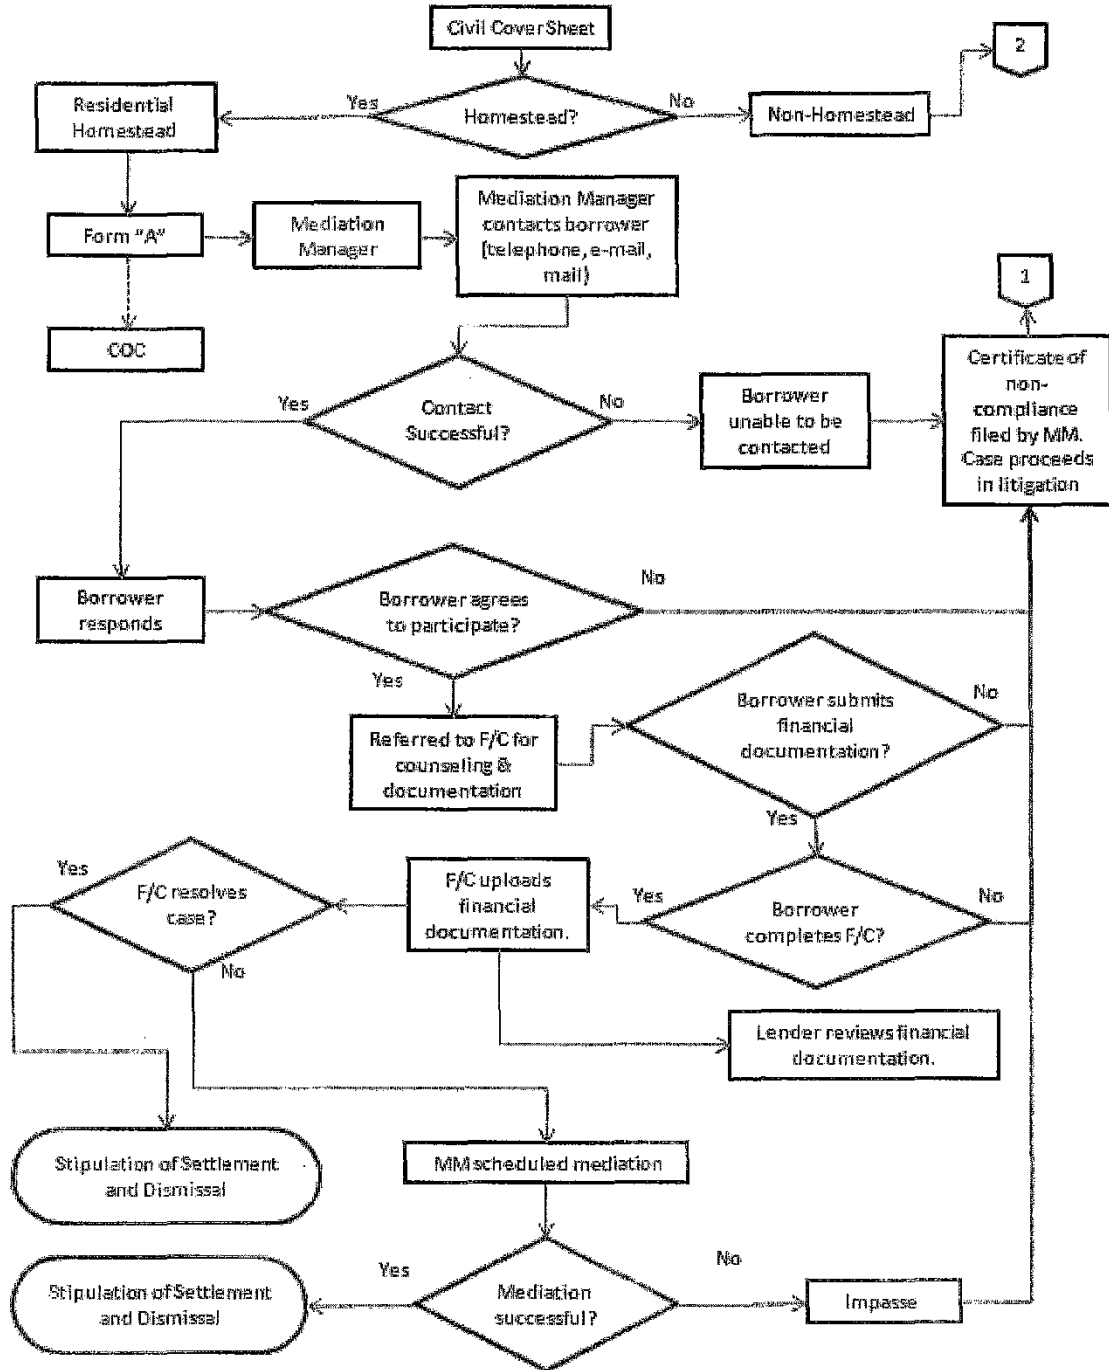 Civil Cover Sheet
2
Residential
Homestead
Yes
Homestead?
No
Non-Homestead
Form "A"
Mediation
Manager
Mediation Manager
contacts borrower
(telephone, e-mail,
mail)
1
COC
Yes
Contact
Successful?
No
Borrower
unable to be
contacted
Certificate of
non-
compliance
filed by MM.
Case proceeds
in litigation
Borrower
responds
Borrower agrees
to participate?
No
Yes
Referred to F/C for
counseling &
documentation
Borrower submits
financial
documentation?
No
Yes
Yes
F/C resolves
case?
No
F/C uploads
financial
documentation.
Yes
Borrower
completes F/C?
No
Lender reviews financial
documentation.
Stipulation of Settlement
and Dismissal
MM scheduled mediation
Stipulation of Settlement
and Dismissal
Yes
Mediation
successful?
No
Impasse